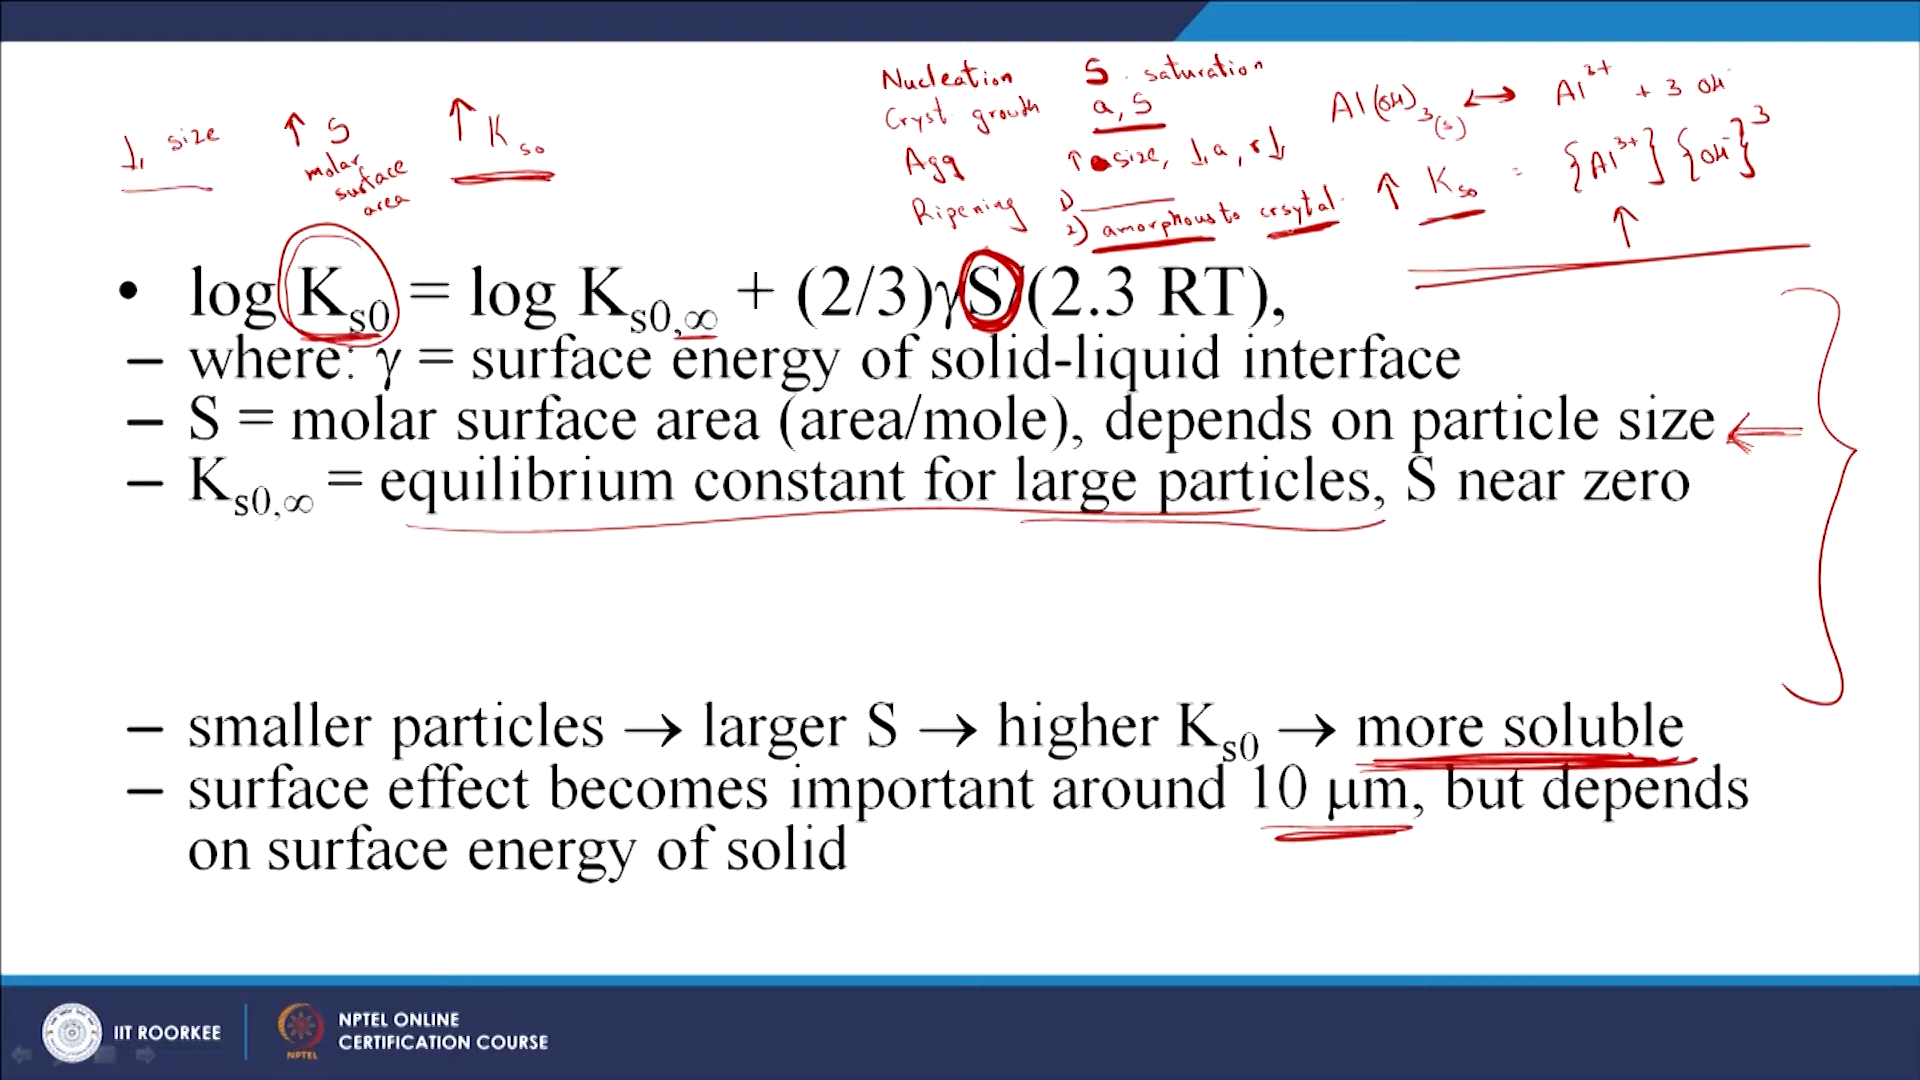 Nucleation S. saturation
Cryst growth a, S
Agg ↑ size, ↓ a, r ↓
Ripening 1)
2) amorphous to crsytal.
Al(OH)₃(s) ↔ Al³⁺ + 3 OH⁻
↑ Kso = {Al³⁺} {OH⁻}³
↑
↓ size ↑ S ↑ Kso
molar
surface
area
• log Ks0 = log Ks0,∞ + (2/3)γS/(2.3 RT),
– where: γ = surface energy of solid-liquid interface
– S = molar surface area (area/mole), depends on particle size
– Ks0,∞ = equilibrium constant for large particles, S near zero
– smaller particles → larger S → higher Ks0 → more soluble
– surface effect becomes important around 10 μm, but depends
on surface energy of solid
IIT ROORKEE
NPTEL
NPTEL ONLINE
CERTIFICATION COURSE